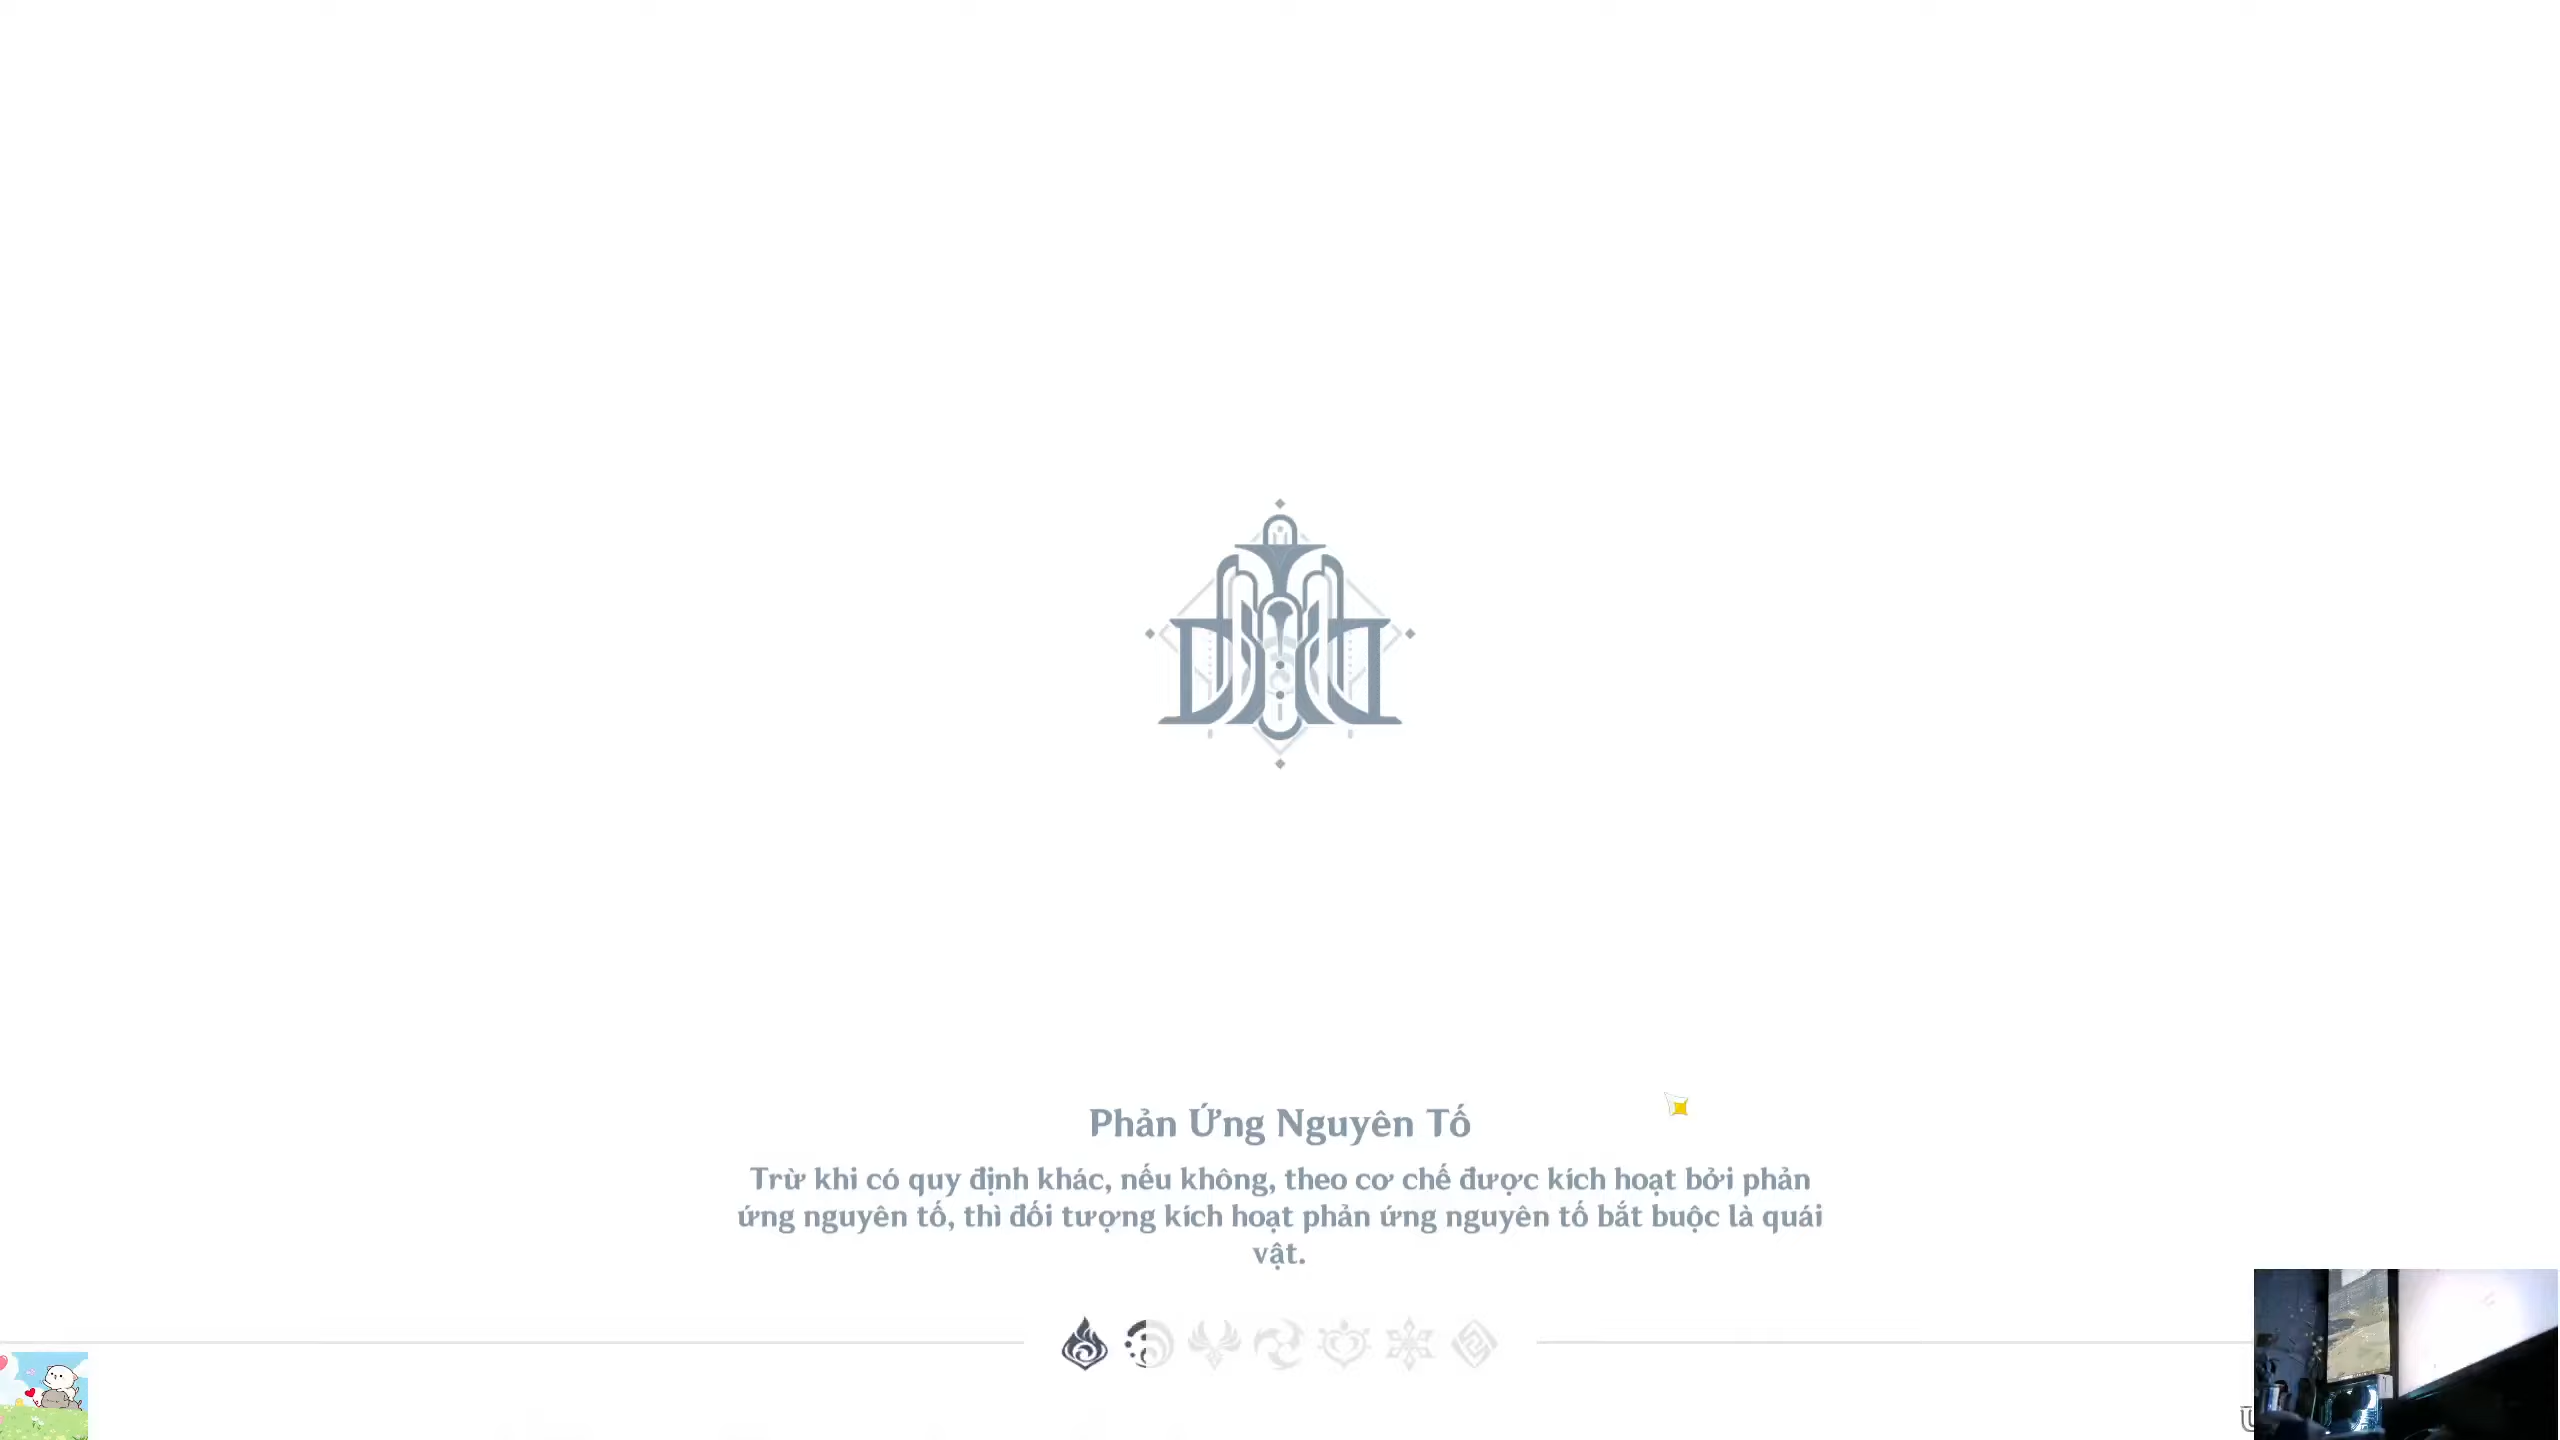 Phản Ứng Nguyên Tố
Trừ khi có quy định khác, nếu không, theo cơ chế được kích hoạt bởi phản
ứng nguyên tố, thì đối tượng kích hoạt phản ứng nguyên tố bắt buộc là quái
vật.